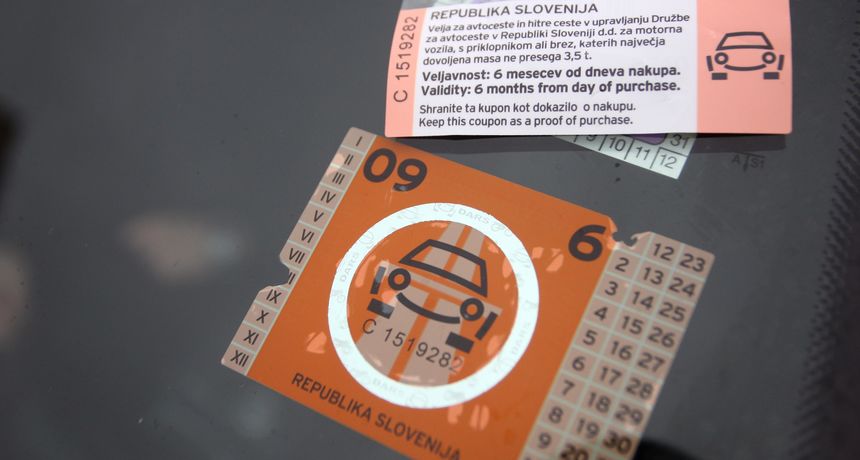 REPUBLIKA SLOVENIJA
Velja za avtoceste in hitre ceste v upravljanju Družbe
za avtoceste v Republiki Sloveniji d.d. za motorna
vozila, s priklopnikom ali brez, katerih največja
dovoljena masa ne presega 3,5 t.
Veljavnost: 6 mesecev od dneva nakupa.
Validity: 6 months from day of purchase.
Shranite ta kupon kot dokazilo o nakupu.
Keep this coupon as a proof of purchase.
C 1519282
31
9 10 11 12
09
6
I
II
III
IV
V
VI
VII
IX
X
XI
XII
DARS
DARS
DARS
C 1519282
REPUBLIKA SLOVENIJA
12 23
2 13 24
3 14 25
4 15 26
5 16 27
6 17 28
7 18 29
8 19 30
9 20